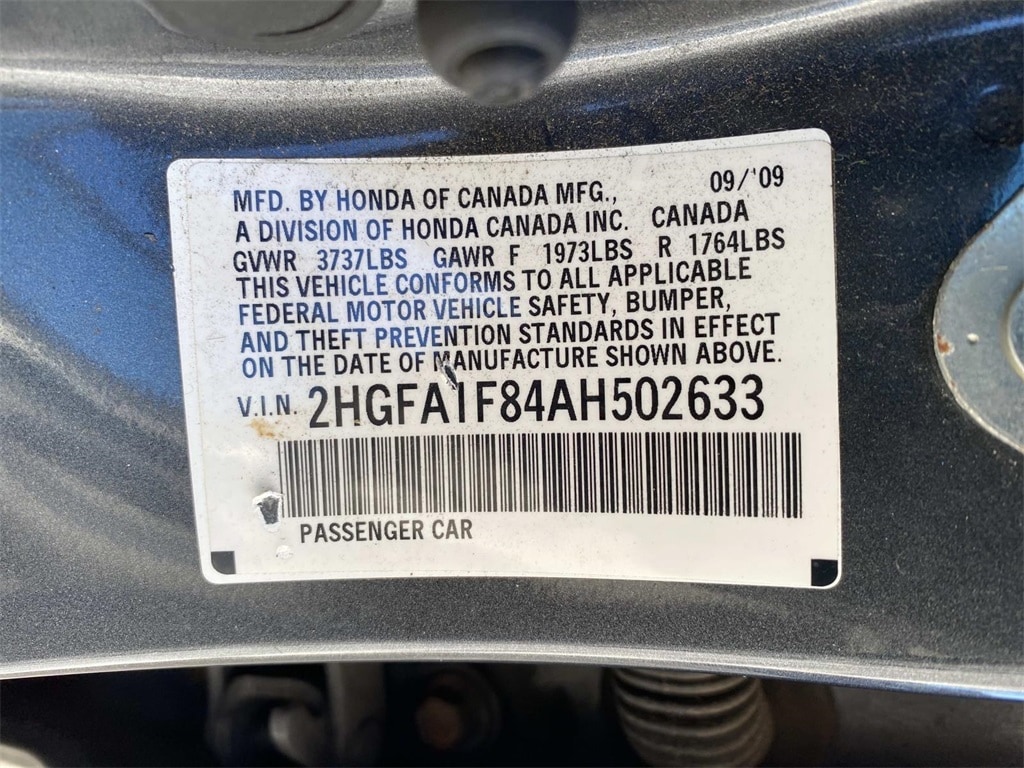 MFD. BY HONDA OF CANADA MFG., 09/'09
A DIVISION OF HONDA CANADA INC. CANADA
GVWR 3737LBS GAWR F 1973LBS R 1764LBS
THIS VEHICLE CONFORMS TO ALL APPLICABLE
FEDERAL MOTOR VEHICLE SAFETY, BUMPER,
AND THEFT PREVENTION STANDARDS IN EFFECT
ON THE DATE OF MANUFACTURE SHOWN ABOVE.
V.I.N. 2HGFA1F84AH502633
PASSENGER CAR